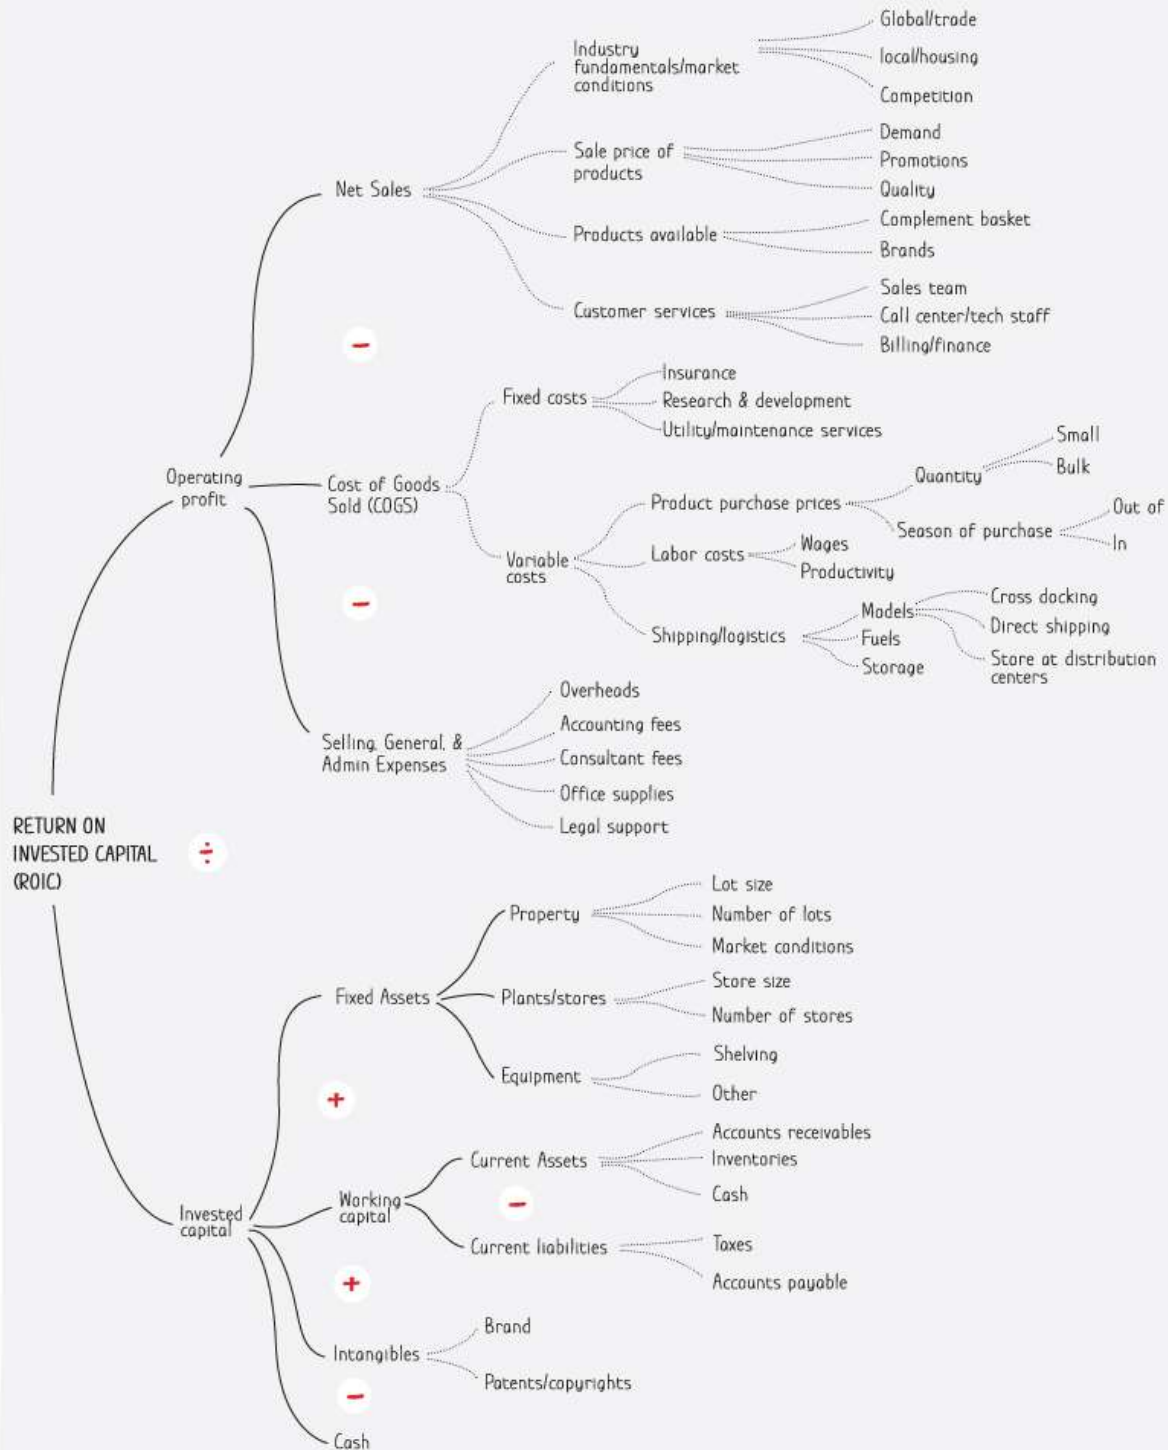 Global/trade
Industry
fundamentals/market
conditions
local/housing
Competition
Demand
Sale price of
products
Promotions
Quality
Net Sales
Complement basket
Products available
Brands
Sales team
Customer services
Call center/tech staff
Billing/finance
−
Insurance
Fixed costs
Research & development
Utility/maintenance services
Small
Quantity
Bulk
Operating
profit
Cost of Goods
Sold (COGS)
Product purchase prices
Out of
Season of purchase
In
Wages
Labor costs
Productivity
Variable
costs
Cross docking
Models
Direct shipping
Shipping/logistics
Fuels
Store at distribution
centers
Storage
−
Overheads
Accounting fees
Selling, General, &
Admin Expenses
Consultant fees
Office supplies
Legal support
RETURN ON
INVESTED CAPITAL
(ROIC)
÷
Lot size
Property
Number of lots
Market conditions
Store size
Fixed Assets
Plants/stores
Number of stores
Shelving
Equipment
Other
+
Accounts receivables
Current Assets
Inventories
Cash
Working
capital
−
Invested
capital
Current liabilities
Taxes
Accounts payable
+
Brand
Intangibles
Patents/copyrights
−
Cash